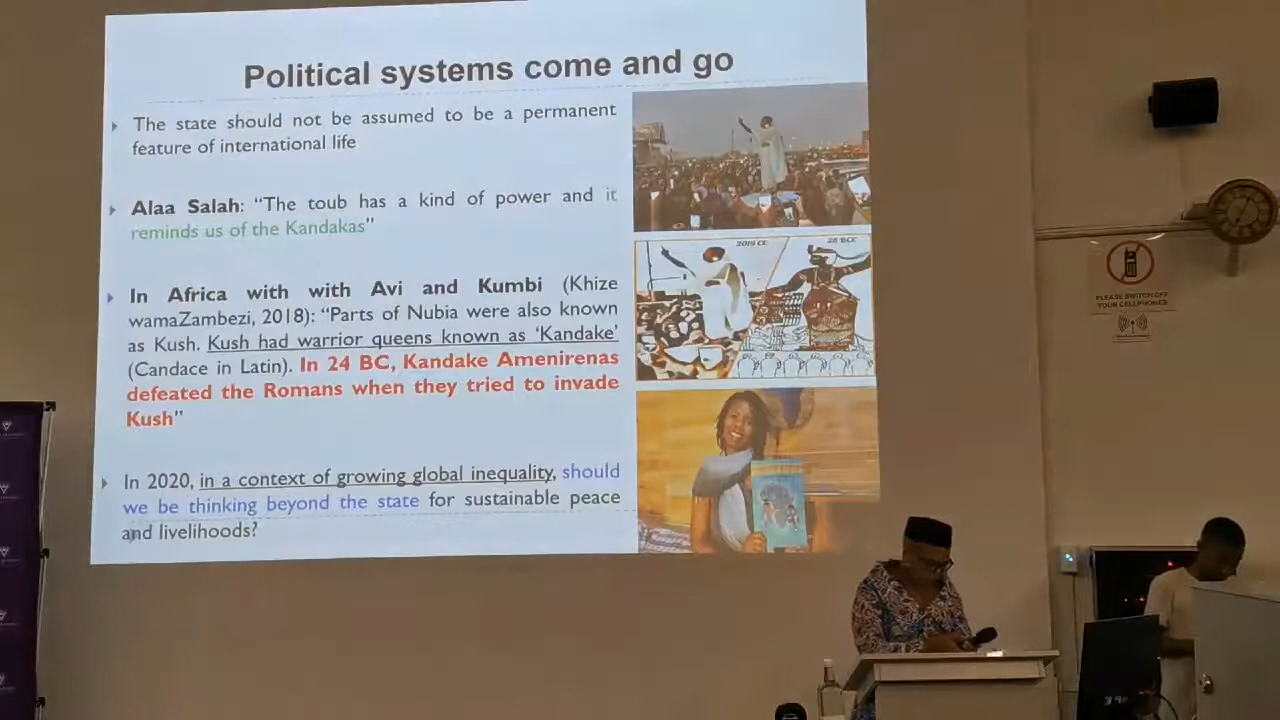 Political systems come and go
The state should not be assumed to be a permanent
feature of international life
Alaa Salah: “The toub has a kind of power and it
reminds us of the Kandakas”
In Africa with with Avi and Kumbi (Khize
wamaZambezi, 2018): “Parts of Nubia were also known
as Kush. Kush had warrior queens known as ‘Kandake’
(Candace in Latin). In 24 BC, Kandake Amenirenas
defeated the Romans when they tried to invade
Kush”
In 2020, in a context of growing global inequality, should
we be thinking beyond the state for sustainable peace
and livelihoods?
2019 CE
PLEASE SWITCH OFF
YOUR CELLPHONES